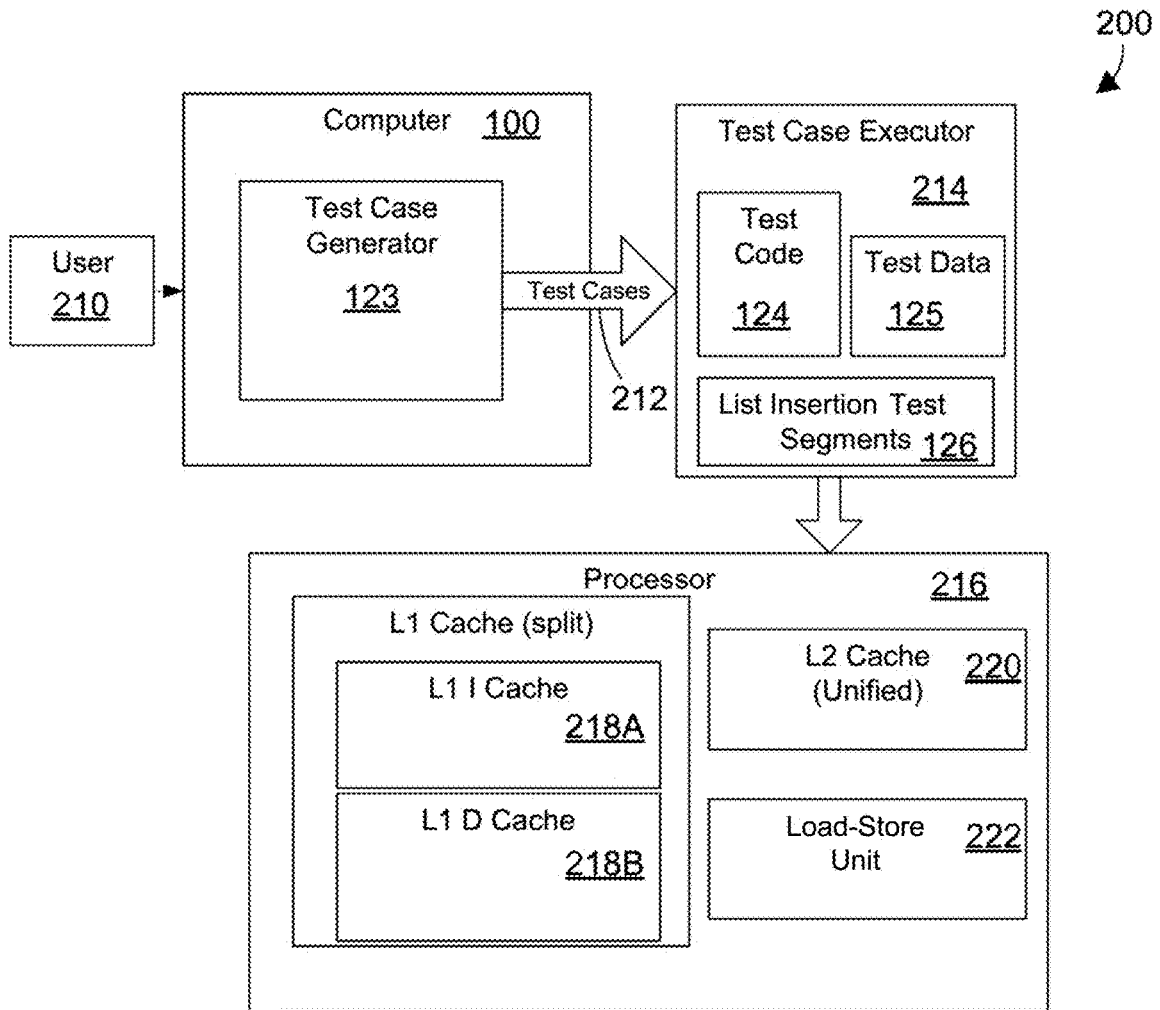 200
Computer 100
Test Case
Generator
123
User
210
Test Cases
212
Test Case Executor
214
Test
Code
124
Test Data
125
List Insertion Test
Segments 126
Processor
216
L1 Cache (split)
L1 I Cache
218A
L1 D Cache
218B
L2 Cache
(Unified)
220
Load-Store
Unit
222